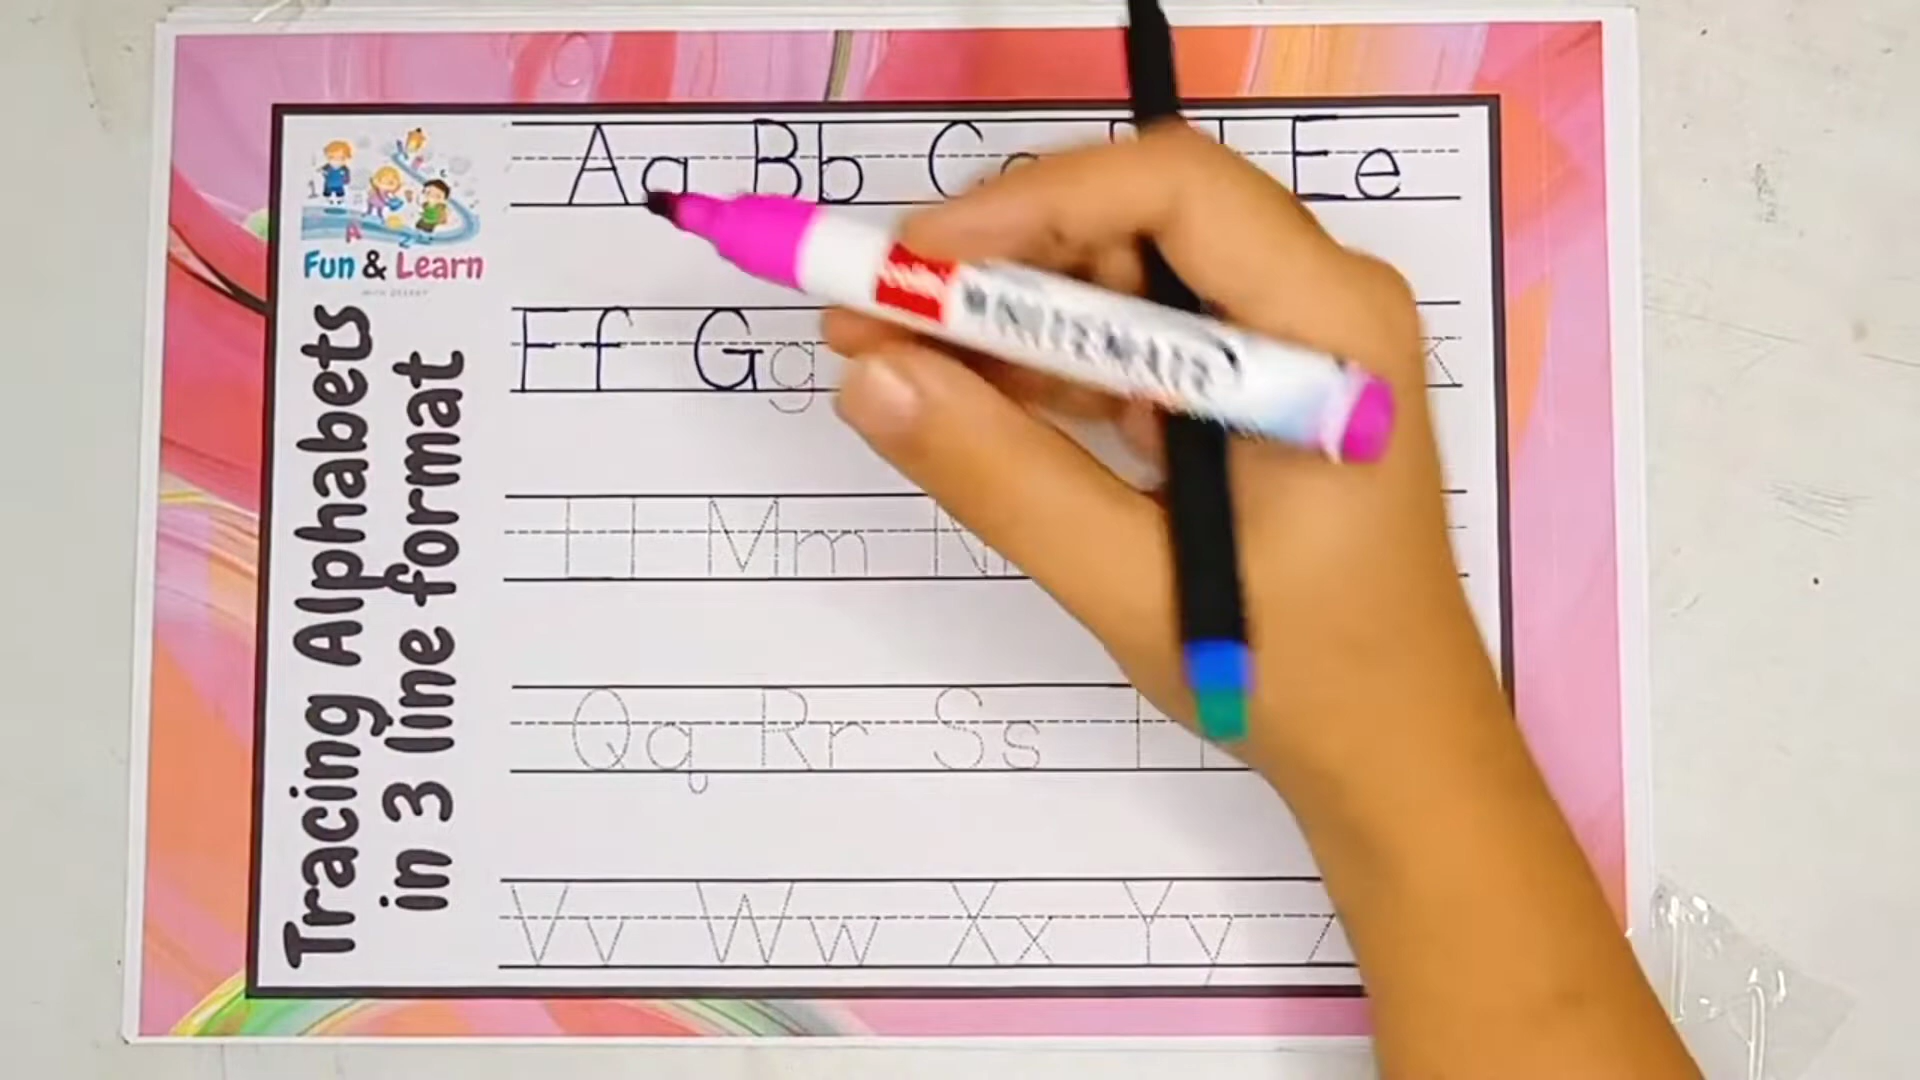 Fun & Learn
Tracing Alphabets
in 3 line format
Aa Bb C Ee
Ff Gg k
Ll Mm N
Qq Rr Ss
Vv Ww Xx Yy